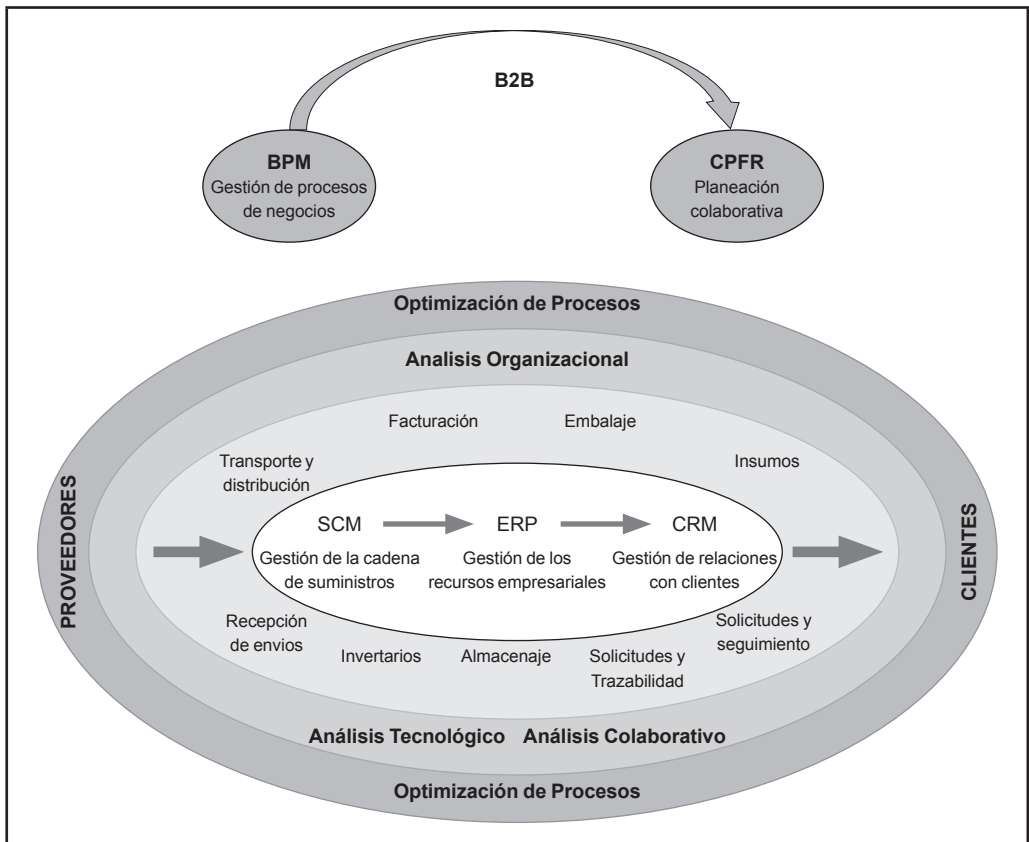 B2B
BPM
Gestión de procesos
de negocios
CPFR
Planeación
colaborativa
Optimización de Procesos
Analisis Organizacional
Facturación
Embalaje
Transporte y
distribución
Insumos
PROVEEDORES
SCM
Gestión de la cadena
de suministros
ERP
Gestión de los
recursos empresariales
CRM
Gestión de relaciones
con clientes
CLIENTES
Recepción
de envios
Invertarios
Almacenaje
Solicitudes y
Trazabilidad
Solicitudes y
seguimiento
Análisis Tecnológico
Análisis Colaborativo
Optimización de Procesos